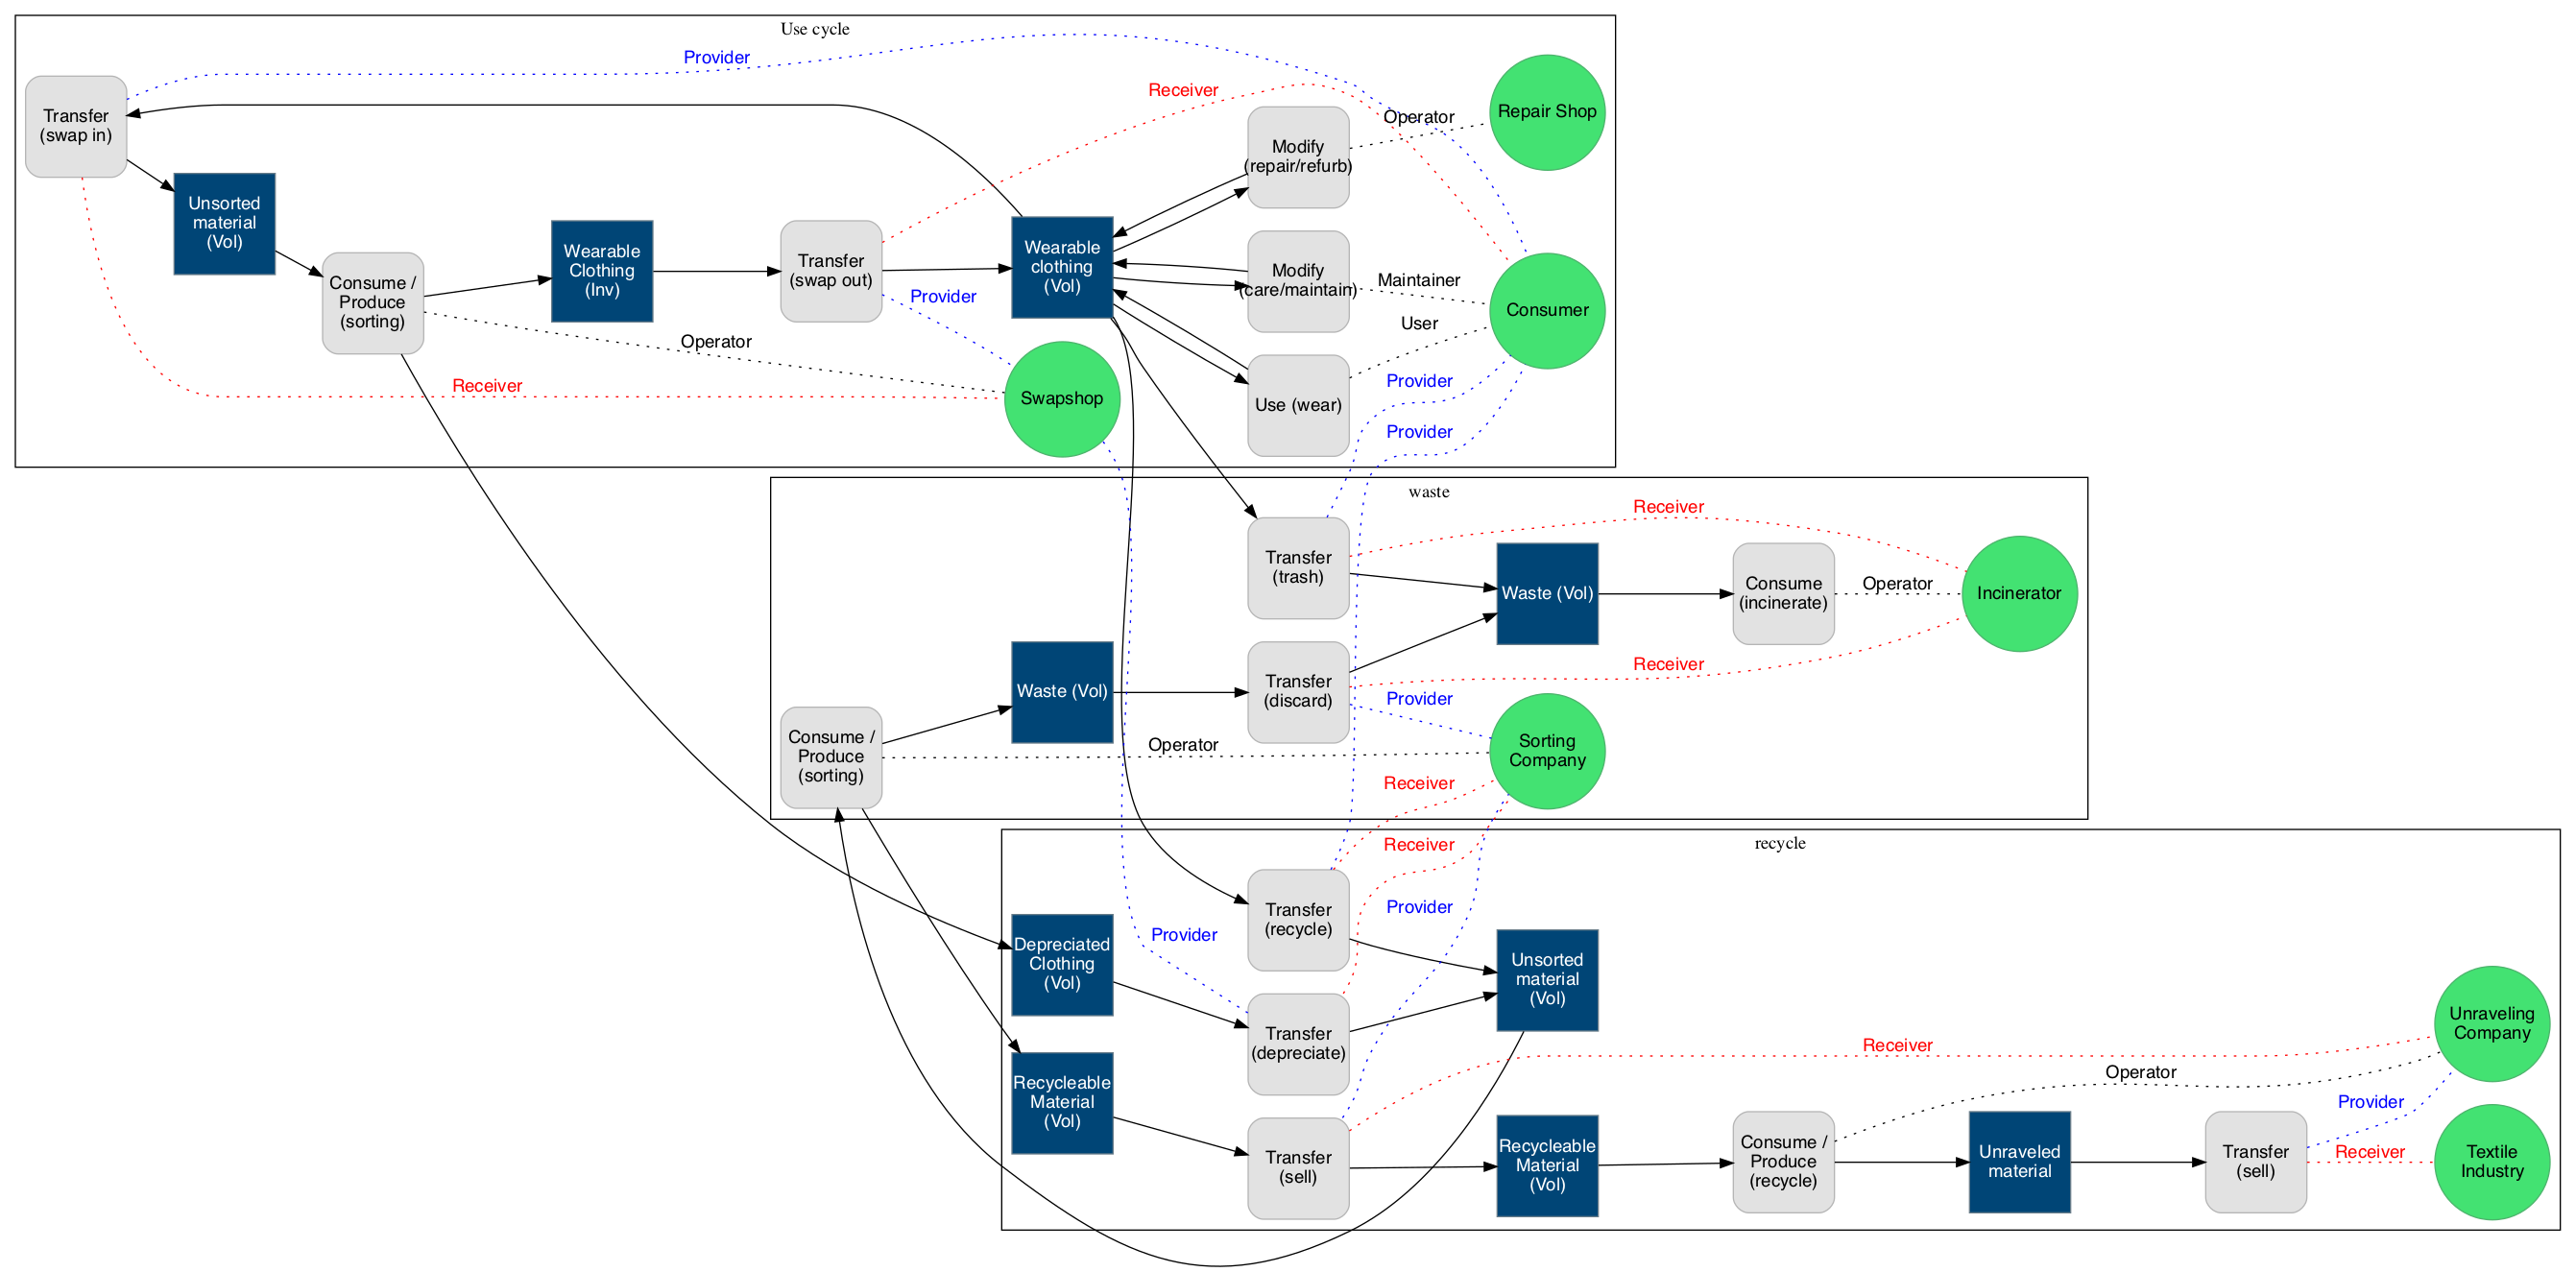 Use cycle
Provider
Transfer
(swap in)
Receiver
Repair Shop
Operator
Modify
(repair/refurb)
Unsorted
material
(Vol)
Wearable
Clothing
(Inv)
Transfer
(swap out)
Wearable
clothing
(Vol)
Consume /
Produce
(sorting)
Modify
(care/maintain)
Maintainer
Consumer
Provider
User
Operator
Receiver
Swapshop
Use (wear)
Provider
Provider
waste
Receiver
Transfer
(trash)
Waste (Vol)
Consume
(incinerate)
Operator
Incinerator
Receiver
Waste (Vol)
Transfer
(discard)
Provider
Consume /
Produce
(sorting)
Operator
Sorting
Company
Receiver
recycle
Receiver
Transfer
(recycle)
Provider
Provider
Depreciated
Clothing
(Vol)
Unsorted
material
(Vol)
Transfer
(depreciate)
Unraveling
Company
Receiver
Operator
Recycleable
Material
(Vol)
Provider
Transfer
(sell)
Recycleable
Material
(Vol)
Consume /
Produce
(recycle)
Unraveled
material
Transfer
(sell)
Receiver
Textile
Industry